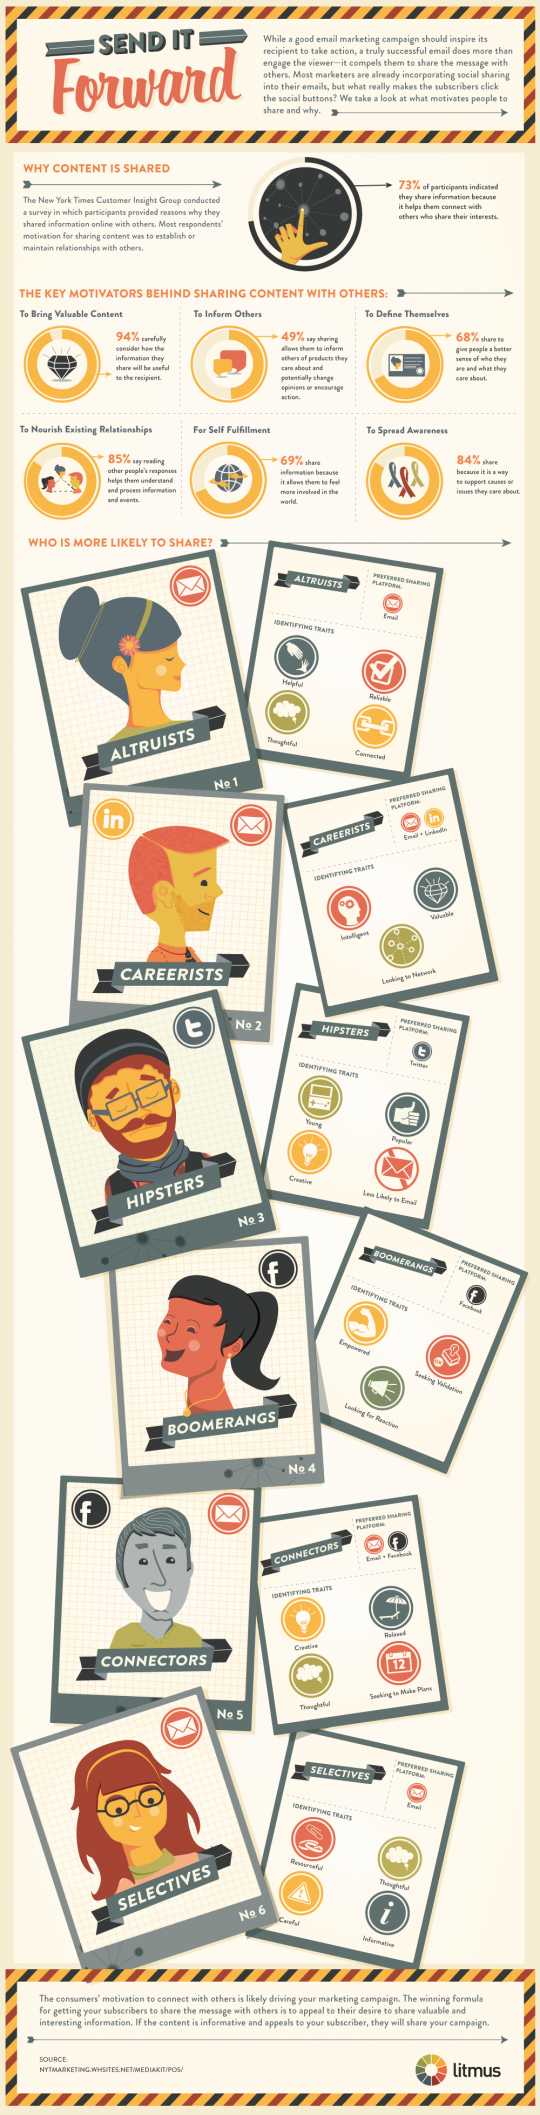 SEND IT
Forward
While a good email marketing campaign should inspire its
recipient to take action, a truly successful email does more than
engage the viewer—it compels them to share the message with
others. Most marketers are already incorporating social sharing
into their emails, but what really makes the subscribers click
the social buttons? We take a look at what motivates people to
share and why.
WHY CONTENT IS SHARED
The New York Times Customer Insight Group conducted
a survey in which participants provided reasons why they
shared information online with others. Most respondents'
motivation for sharing content was to establish or
maintain relationships with others.
73% of participants indicated
they share information because
it helps them connect with
others who share their interests.
THE KEY MOTIVATORS BEHIND SHARING CONTENT WITH OTHERS:
To Bring Valuable Content
94% carefully
consider how the
information they
share will be useful
to the recipient.
To Inform Others
49% say sharing
allows them to inform
others of products they
care about and
potentially change
opinions or encourage
action.
To Define Themselves
68% share to
give people a better
sense of who they
are and what they
care about.
To Nourish Existing Relationships
85% say reading
other people's responses
helps them understand
and process information
and events.
For Self Fulfillment
69% share
information because
it allows them to feel
more involved in the
world.
To Spread Awareness
84% share
because it is a way
to support causes or
issues they care about.
WHO IS MORE LIKELY TO SHARE?
ALTRUISTS
No 1
ALTRUISTS
PREFERRED SHARING
PLATFORM:
Email
IDENTIFYING TRAITS
Helpful
Reliable
Thoughtful
Connected
in
CAREERISTS
No 2
CAREERISTS
PREFERRED SHARING
PLATFORM:
in
Email + LinkedIn
IDENTIFYING TRAITS
Intelligent
Valuable
Looking to Network
t
HIPSTERS
No 3
HIPSTERS
PREFERRED SHARING
PLATFORM:
t
Twitter
IDENTIFYING TRAITS
Young
Popular
Creative
Less Likely to Email
f
BOOMERANGS
No 4
BOOMERANGS
PREFERRED SHARING
PLATFORM:
f
Facebook
IDENTIFYING TRAITS
Empowered
Seeking Validation
Looking for Reaction
f
CONNECTORS
No 5
CONNECTORS
PREFERRED SHARING
PLATFORM:
f
Email + Facebook
IDENTIFYING TRAITS
Creative
Relaxed
Thoughtful
12
Seeking to Make Plans
SELECTIVES
No 6
SELECTIVES
PREFERRED SHARING
PLATFORM:
Email
IDENTIFYING TRAITS
Resourceful
Thoughtful
Careful
i
Informative
The consumers' motivation to connect with others is likely driving your marketing campaign. The winning formula
for getting your subscribers to share the message with others is to appeal to their desire to share valuable and
interesting information. If the content is informative and appeals to your subscriber, they will share your campaign.
SOURCE:
NYTMARKETING.WHSITES.NET/MEDIAKIT/POS/
litmus